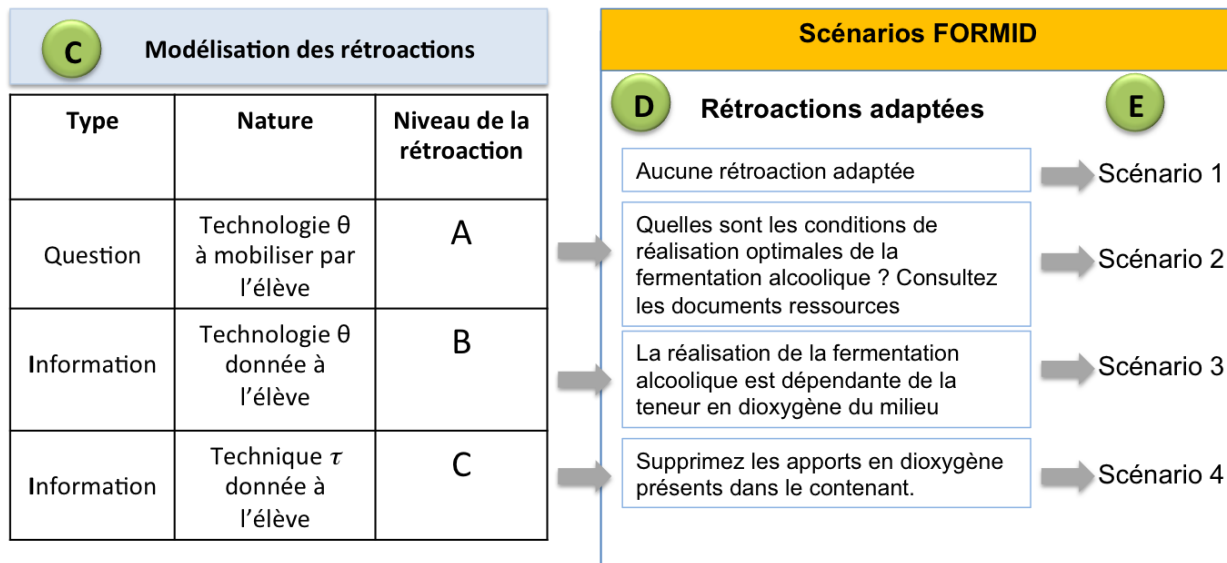 C
Modélisation des rétroactions
Type
Nature
Niveau de la
rétroaction
Question
Technologie θ
à mobiliser par
l'élève
A
Information
Technologie θ
donnée à
l'élève
B
Information
Technique τ
donnée à
l'élève
C
Scénarios FORMID
D
Rétroactions adaptées
E
Aucune rétroaction adaptée
Scénario 1
Quelles sont les conditions de
réalisation optimales de la
fermentation alcoolique ? Consultez
les documents ressources
Scénario 2
La réalisation de la fermentation
alcoolique est dépendante de la
teneur en dioxygène du milieu
Scénario 3
Supprimez les apports en dioxygène
présents dans le contenant.
Scénario 4